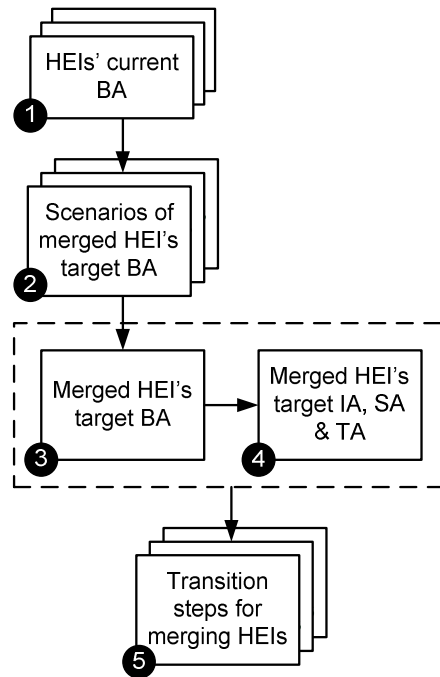 HEIs' current
BA
1
Scenarios of
merged HEI's
target BA
2
Merged HEI's
target BA
3
Merged HEI's
target IA, SA
& TA
4
Transition
steps for
merging HEIs
5